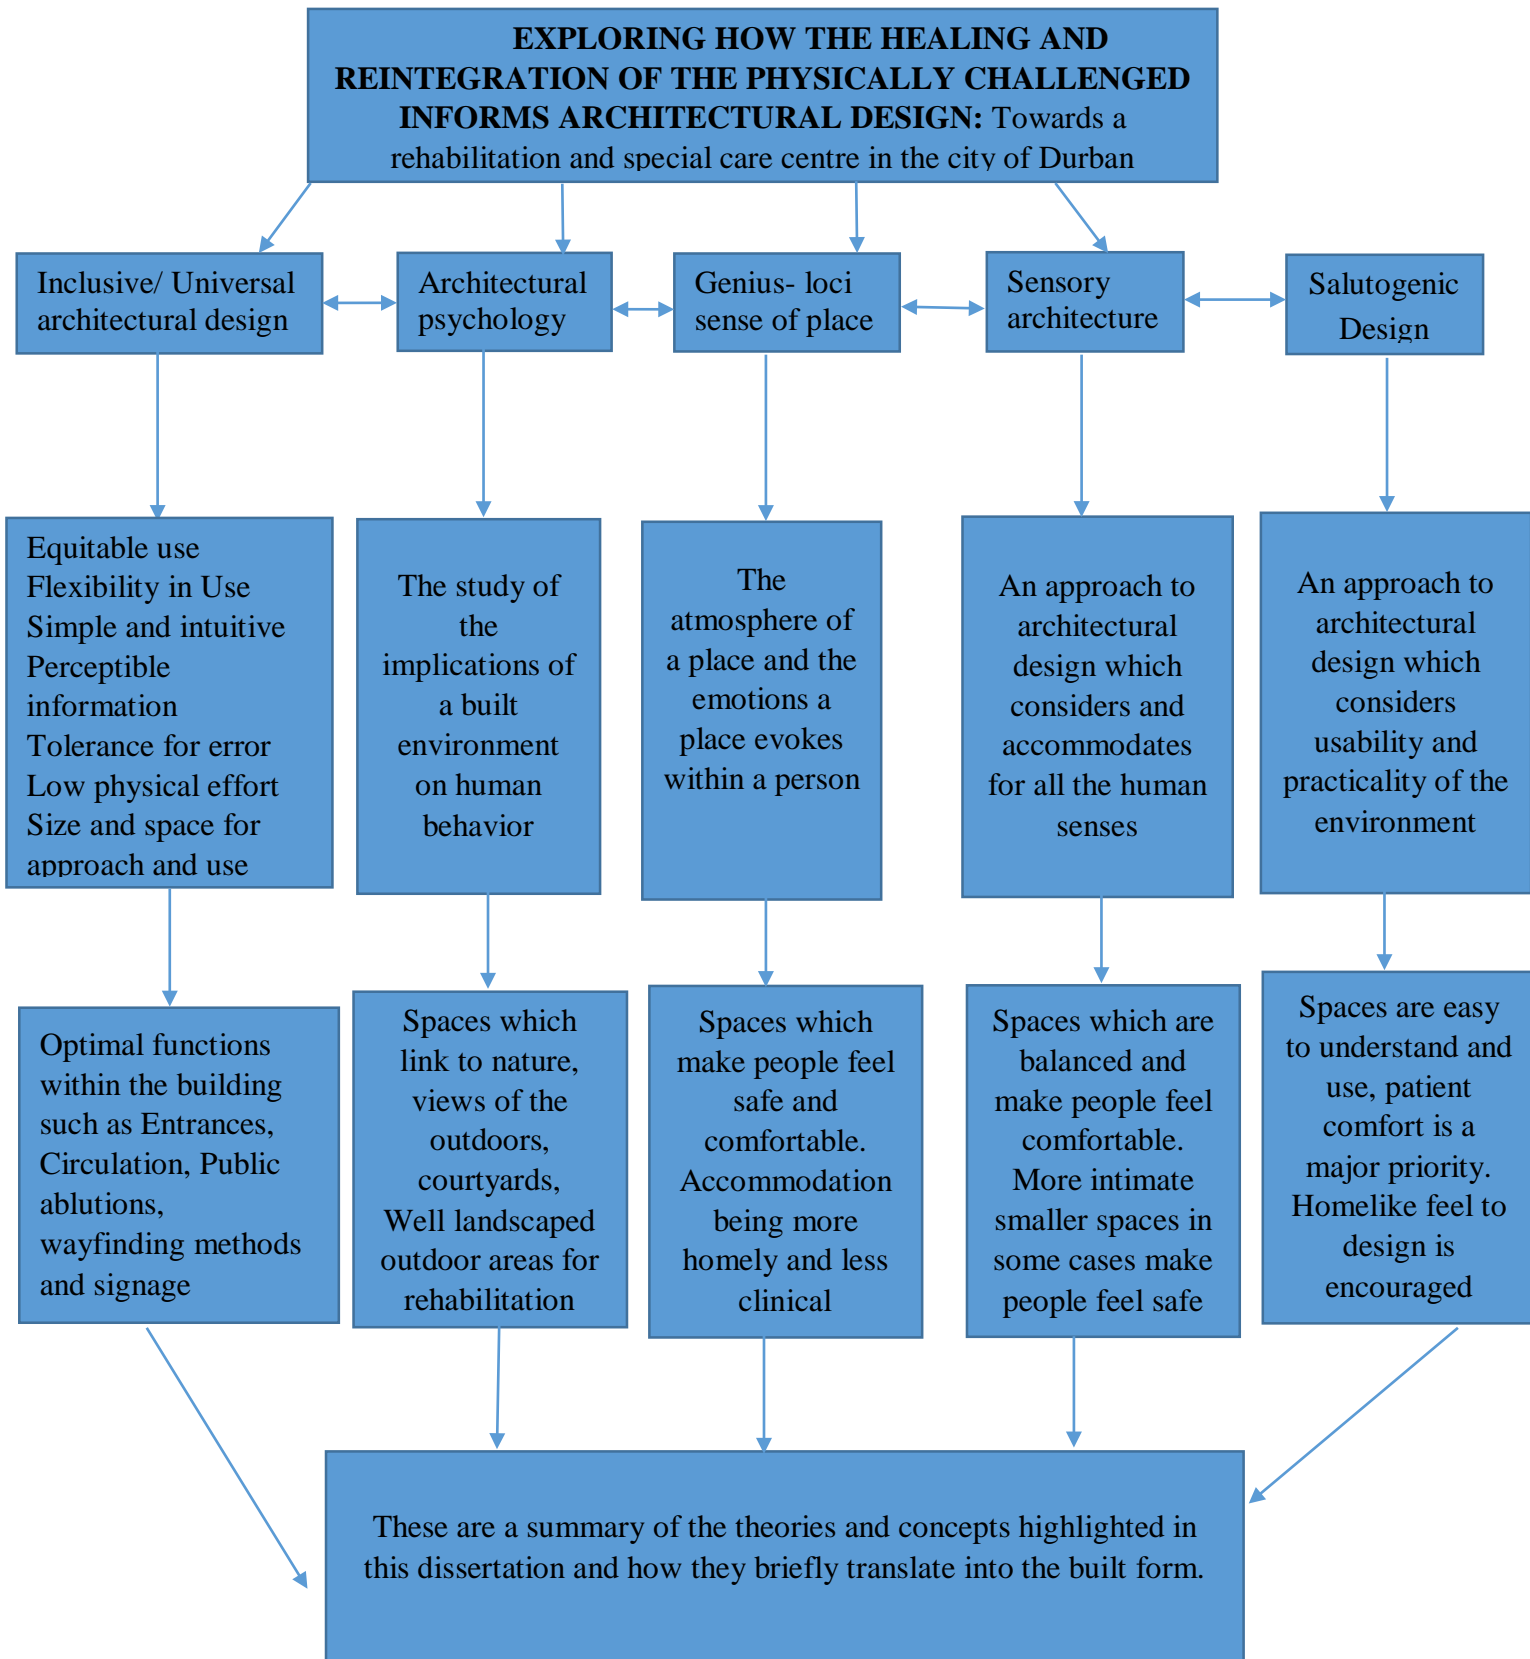 EXPLORING HOW THE HEALING AND
REINTEGRATION OF THE PHYSICALLY CHALLENGED
INFORMS ARCHITECTURAL DESIGN: Towards a
rehabilitation and special care centre in the city of Durban
Inclusive/ Universal
architectural design
Architectural
psychology
Genius- loci
sense of place
Sensory
architecture
Salutogenic
Design
Equitable use
Flexibility in Use
Simple and intuitive
Perceptible
information
Tolerance for error
Low physical effort
Size and space for
approach and use
The study of
the
implications of
a built
environment
on human
behavior
The
atmosphere of
a place and the
emotions a
place evokes
within a person
An approach to
architectural
design which
considers and
accommodates
for all the human
senses
An approach to
architectural
design which
considers
usability and
practicality of the
environment
Optimal functions
within the building
such as Entrances,
Circulation, Public
ablutions,
wayfinding methods
and signage
Spaces which
link to nature,
views of the
outdoors,
courtyards,
Well landscaped
outdoor areas for
rehabilitation
Spaces which
make people feel
safe and
comfortable.
Accommodation
being more
homely and less
clinical
Spaces which are
balanced and
make people feel
comfortable.
More intimate
smaller spaces in
some cases make
people feel safe
Spaces are easy
to understand and
use, patient
comfort is a
major priority.
Homelike feel to
design is
encouraged
These are a summary of the theories and concepts highlighted in
this dissertation and how they briefly translate into the built form.